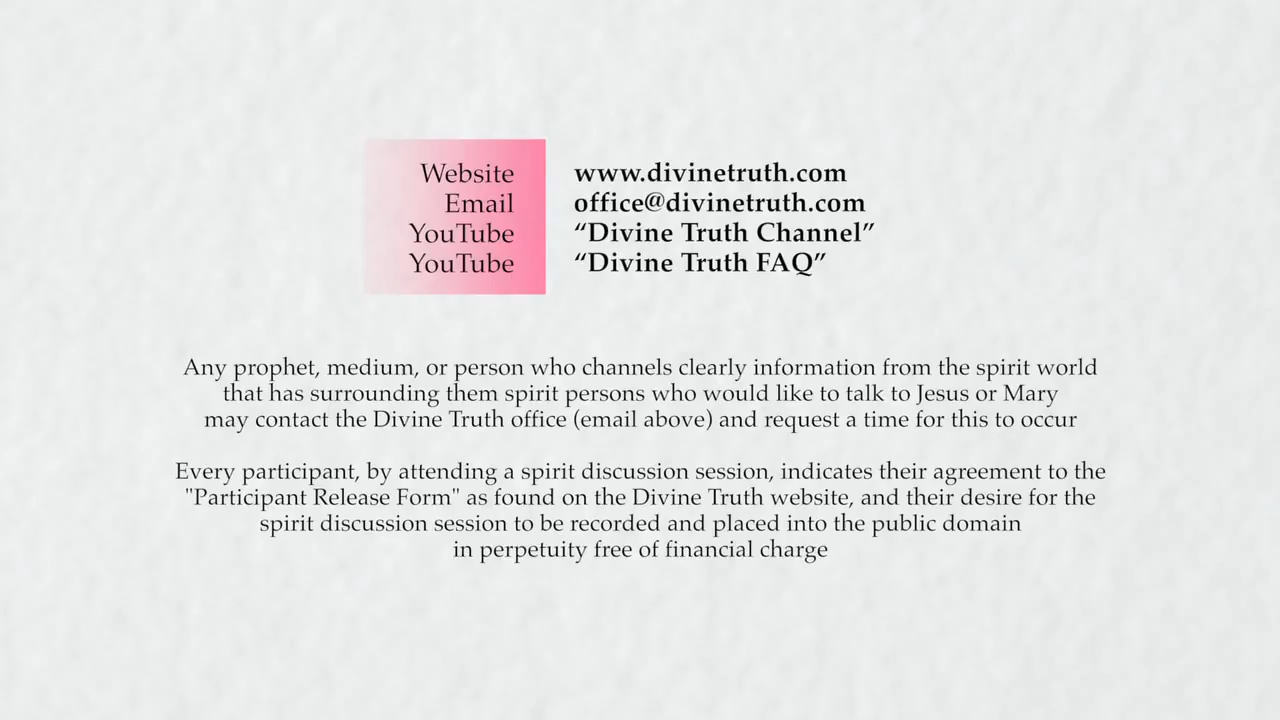 Website www.divinetruth.com
Email office@divinetruth.com
YouTube “Divine Truth Channel”
YouTube “Divine Truth FAQ”
Any prophet, medium, or person who channels clearly information from the spirit world
that has surrounding them spirit persons who would like to talk to Jesus or Mary
may contact the Divine Truth office (email above) and request a time for this to occur
Every participant, by attending a spirit discussion session, indicates their agreement to the
"Participant Release Form" as found on the Divine Truth website, and their desire for the
spirit discussion session to be recorded and placed into the public domain
in perpetuity free of financial charge